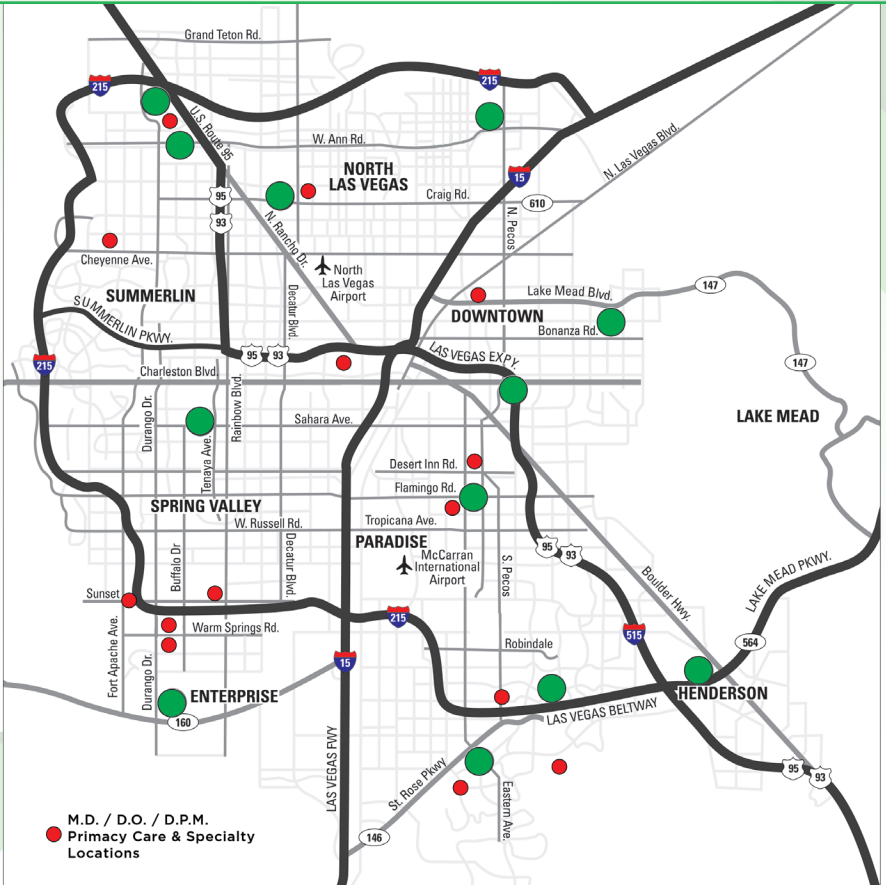 Grand Teton Rd.
215
215
U.S. Route 95
W. Ann Rd.
N. Las Vegas Blvd.
NORTH
LAS VEGAS
15
95
93
Craig Rd.
610
N. Rancho Dr.
N. Pecos
Cheyenne Ave.
North
Las Vegas
Airport
SUMMERLIN
Decatur Blvd.
Lake Mead Blvd.
147
SUMMERLIN PKWY.
DOWNTOWN
Bonanza Rd.
95
93
LAS VEGAS EXPY.
147
215
Charleston Blvd.
Durango Dr.
Rainbow Blvd.
Tenaya Ave.
Sahara Ave.
LAKE MEAD
Desert Inn Rd.
Flamingo Rd.
SPRING VALLEY
W. Russell Rd.
Tropicana Ave.
Decatur Blvd.
PARADISE
95
93
Buffalo Dr
McCarran
International
Airport
S. Pecos
Boulder Hwy.
LAKE MEAD PKWY.
Sunset
215
515
Warm Springs Rd.
Fort Apache Ave.
Durango Dr.
Robindale
564
15
ENTERPRISE
160
HENDERSON
LAS VEGAS BELTWAY
LAS VEGAS FWY
St. Rose Pkwy
Eastern Ave.
95
93
146
M.D. / D.O. / D.P.M.
Primacy Care & Specialty
Locations